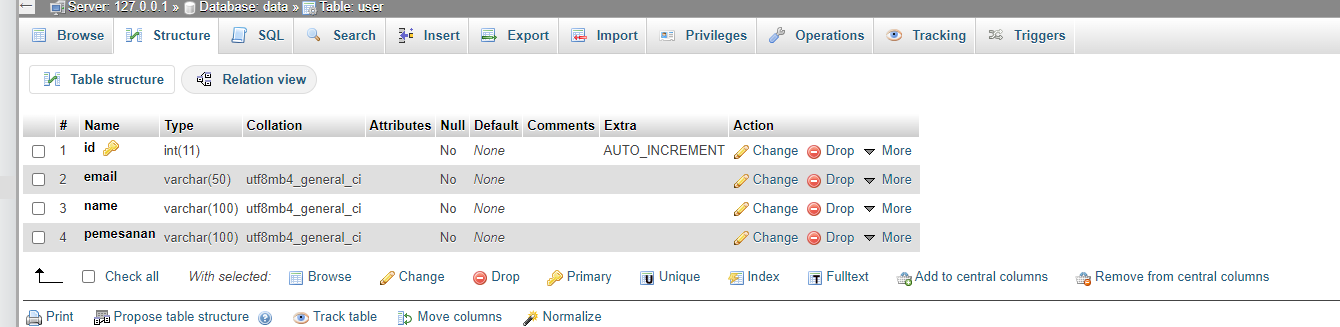 Server: 127.0.0.1 » Database: data » Table: user
Browse Structure SQL Search Insert Export Import Privileges Operations Tracking Triggers
Table structure Relation view
# Name Type Collation Attributes Null Default Comments Extra Action
1 id int(11) No None AUTO_INCREMENT Change Drop More
2 email varchar(50) utf8mb4_general_ci No None Change Drop More
3 name varchar(100) utf8mb4_general_ci No None Change Drop More
4 pemesanan varchar(100) utf8mb4_general_ci No None Change Drop More
Check all With selected: Browse Change Drop Primary Unique Index Fulltext Add to central columns Remove from central columns
Print Propose table structure Track table Move columns Normalize